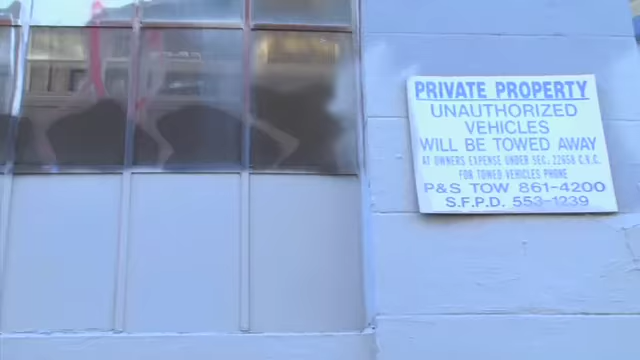 PRIVATE PROPERTY
UNAUTHORIZED
VEHICLES
WILL BE TOWED AWAY
AT OWNERS EXPENSE UNDER SEC. 22658 C.V.C.
FOR TOWED VEHICLES PHONE
P&S TOW 861-4200
S.F.P.D. 553-1239